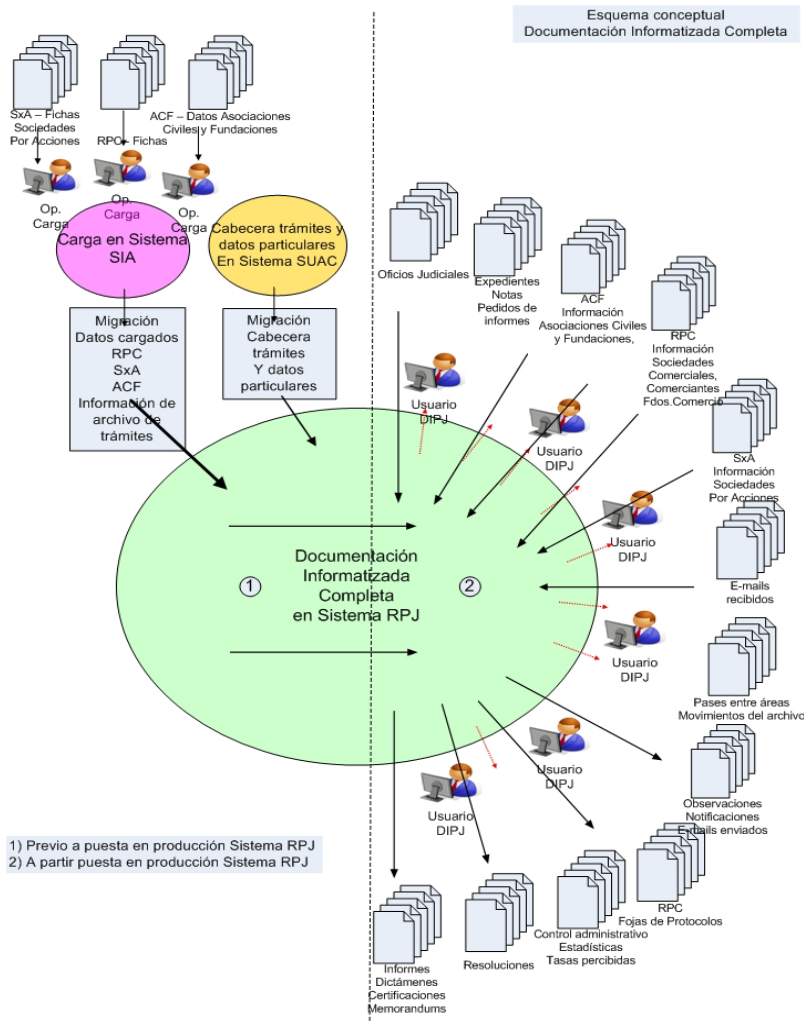 Esquema conceptual
Documentación Informatizada Completa
SxA – Fichas
Sociedades
Por Acciones
RPC – Fichas
ACF – Datos Asociaciones
Civiles y Fundaciones
Op.
Carga
Op.
Carga
Op.
Carga
Carga en Sistema
SIA
Cabecera trámites y
datos particulares
En Sistema SUAC
Migración
Datos cargados
RPC
SxA
ACF
Información de
archivo de
trámites
Migración
Cabecera
trámites
Y datos
particulares
Oficios Judiciales
Expedientes
Notas
Pedidos de
informes
ACF
Información
Asociaciones Civiles
y Fundaciones,
RPC
Información
Sociedades
Comerciales,
Comerciantes
Fdos.Comercio
Usuario
DIPJ
Usuario
DIPJ
SxA
Información
Sociedades
Por Acciones
Usuario
DIPJ
Documentación
Informatizada
Completa
en Sistema RPJ
1
2
E-mails
recibidos
Usuario
DIPJ
Pases entre áreas
Movimientos del archivo
Usuario
DIPJ
Usuario
DIPJ
Observaciones
Notificaciones
E-mails enviados
1) Previo a puesta en producción Sistema RPJ
2) A partir puesta en producción Sistema RPJ
RPC
Fojas de Protocolos
Control administrativo
Estadísticas
Tasas percibidas
Resoluciones
Informes
Dictámenes
Certificaciones
Memorandums